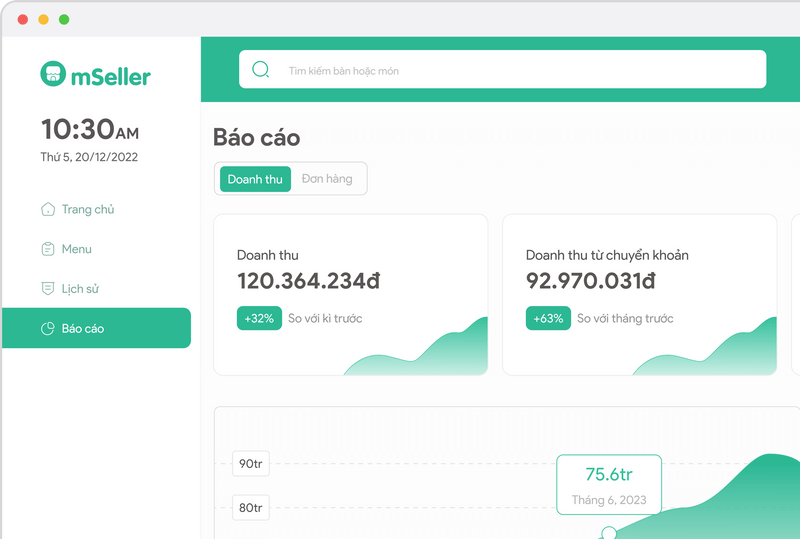 mSeller
10:30AM
Thứ 5, 20/12/2022
Trang chủ
Menu
Lịch sử
Báo cáo
Tìm kiếm bàn hoặc món
Báo cáo
Doanh thu
Đơn hàng
Doanh thu
120.364.234đ
+32% So với kì trước
Doanh thu từ chuyển khoản
92.970.031đ
+63% So với tháng trước
90tr
80tr
75.6tr
Tháng 6, 2023